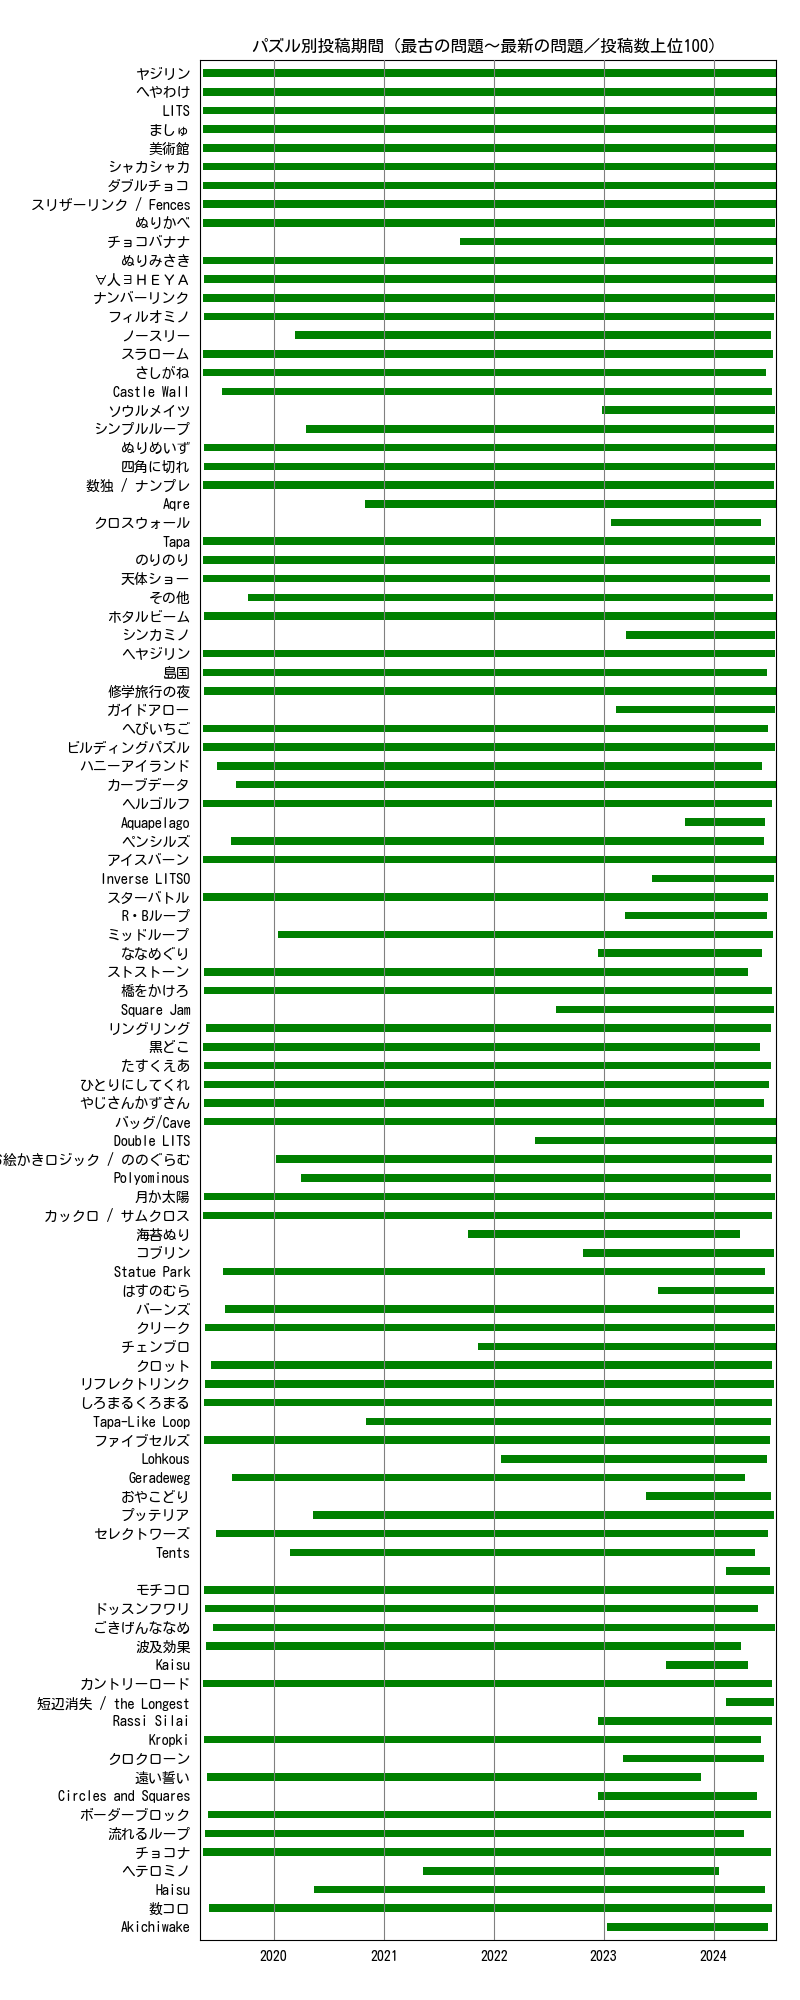 パズル別投稿期間（最古の問題～最新の問題／投稿数上位100）
ヤジリン
へやわけ
LITS
ましゅ
美術館
シャカシャカ
ダブルチョコ
スリザーリンク / Fences
ぬりかべ
チョコバナナ
ぬりみさき
∀人∃ＨＥＹＡ
ナンバーリンク
フィルオミノ
ノースリー
スラローム
さしがね
Castle Wall
ソウルメイツ
シンプルループ
ぬりめいず
四角に切れ
数独 / ナンプレ
Aqre
クロスウォール
Tapa
のりのり
天体ショー
その他
ホタルビーム
シンカミノ
ヘヤジリン
島国
修学旅行の夜
ガイドアロー
へびいちご
ビルディングパズル
ハニーアイランド
カーブデータ
ヘルゴルフ
Aquapelago
ペンシルズ
アイスバーン
Inverse LITSO
スターバトル
R・Bループ
ミッドループ
ななめぐり
ストストーン
橋をかけろ
Square Jam
リングリング
黒どこ
たすくえあ
ひとりにしてくれ
やじさんかずさん
バッグ/Cave
Double LITS
絵かきロジック / ののぐらむ
Polyominous
月か太陽
カックロ / サムクロス
海苔ぬり
コブリン
Statue Park
はすのむら
バーンズ
クリーク
チェンブロ
クロット
リフレクトリンク
しろまるくろまる
Tapa-Like Loop
ファイブセルズ
Lohkous
Geradeweg
おやこどり
プッテリア
セレクトワーズ
Tents
モチコロ
ドッスンフワリ
ごきげんななめ
波及効果
Kaisu
カントリーロード
短辺消失 / the Longest
Rassi Silai
Kropki
クロクローン
遠い誓い
Circles and Squares
ボーダーブロック
流れるループ
チョコナ
ヘテロミノ
Haisu
数コロ
Akichiwake
2020 2021 2022 2023 2024